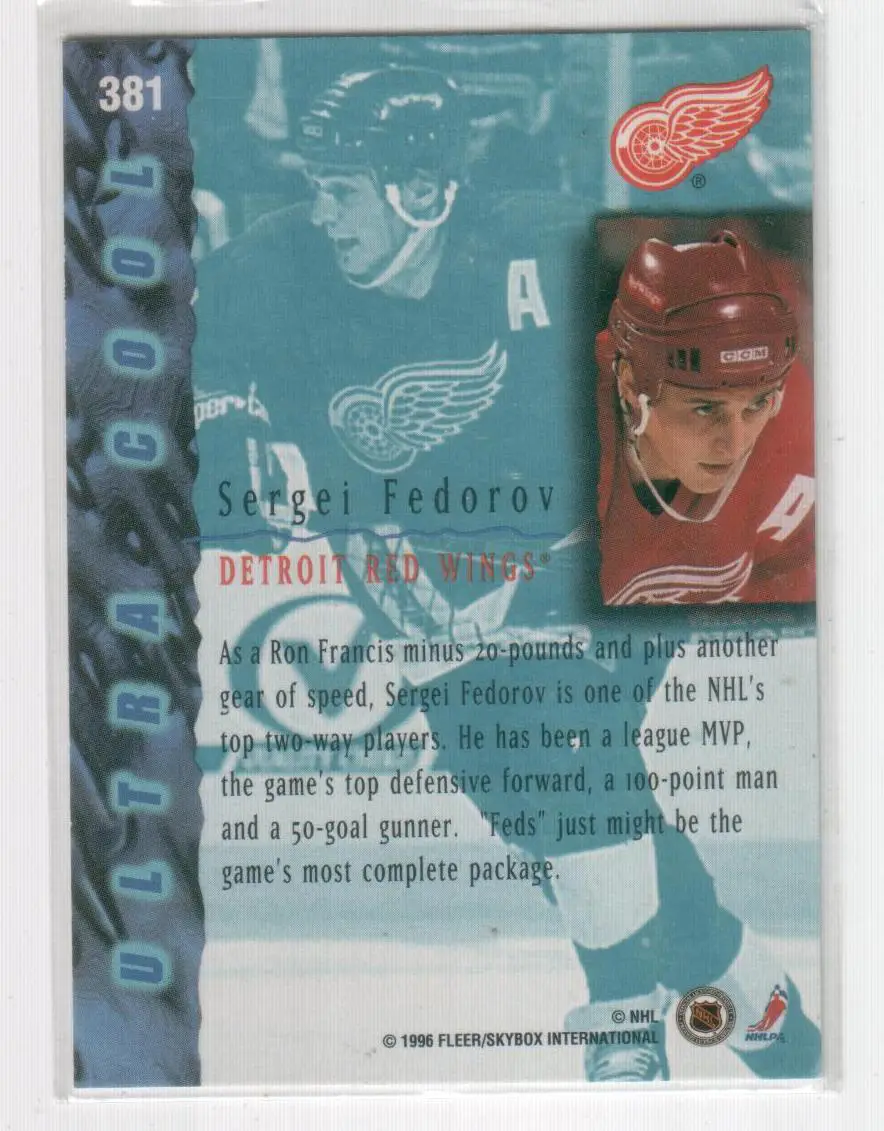 381
ULTRA COOL
®
A
CCM
A
Sergei Fedorov
DETROIT RED WINGS®
As a Ron Francis minus 20-pounds and plus another
gear of speed, Sergei Fedorov is one of the NHL's
top two-way players. He has been a league MVP,
the game's top defensive forward, a 100-point man
and a 50-goal gunner. "Feds" just might be the
game's most complete package.
© NHL
© 1996 FLEER/SKYBOX INTERNATIONAL
NHL
NHLPA